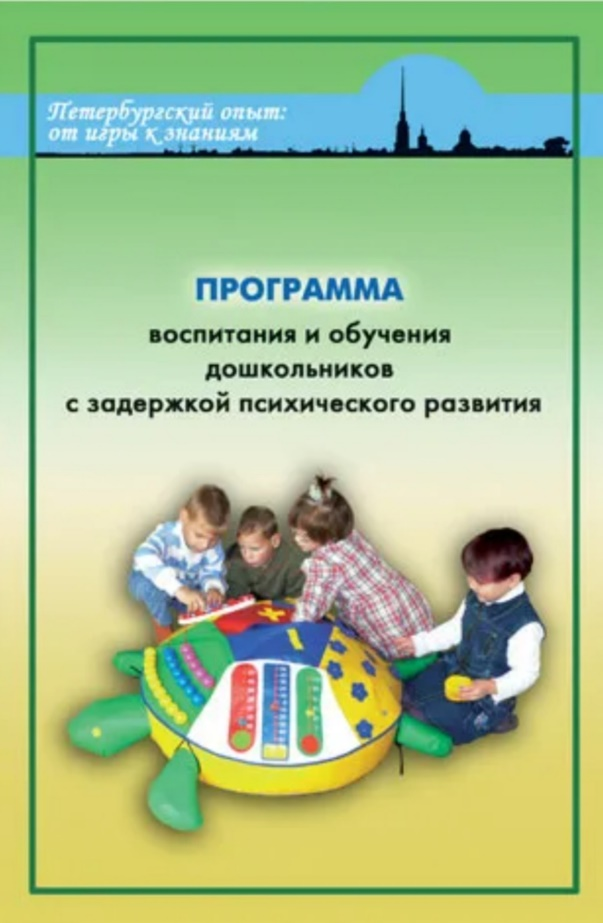 Петербургский опыт:
от игры к знаниям
ПРОГРАММА
воспитания и обучения
дошкольников
с задержкой психического развития